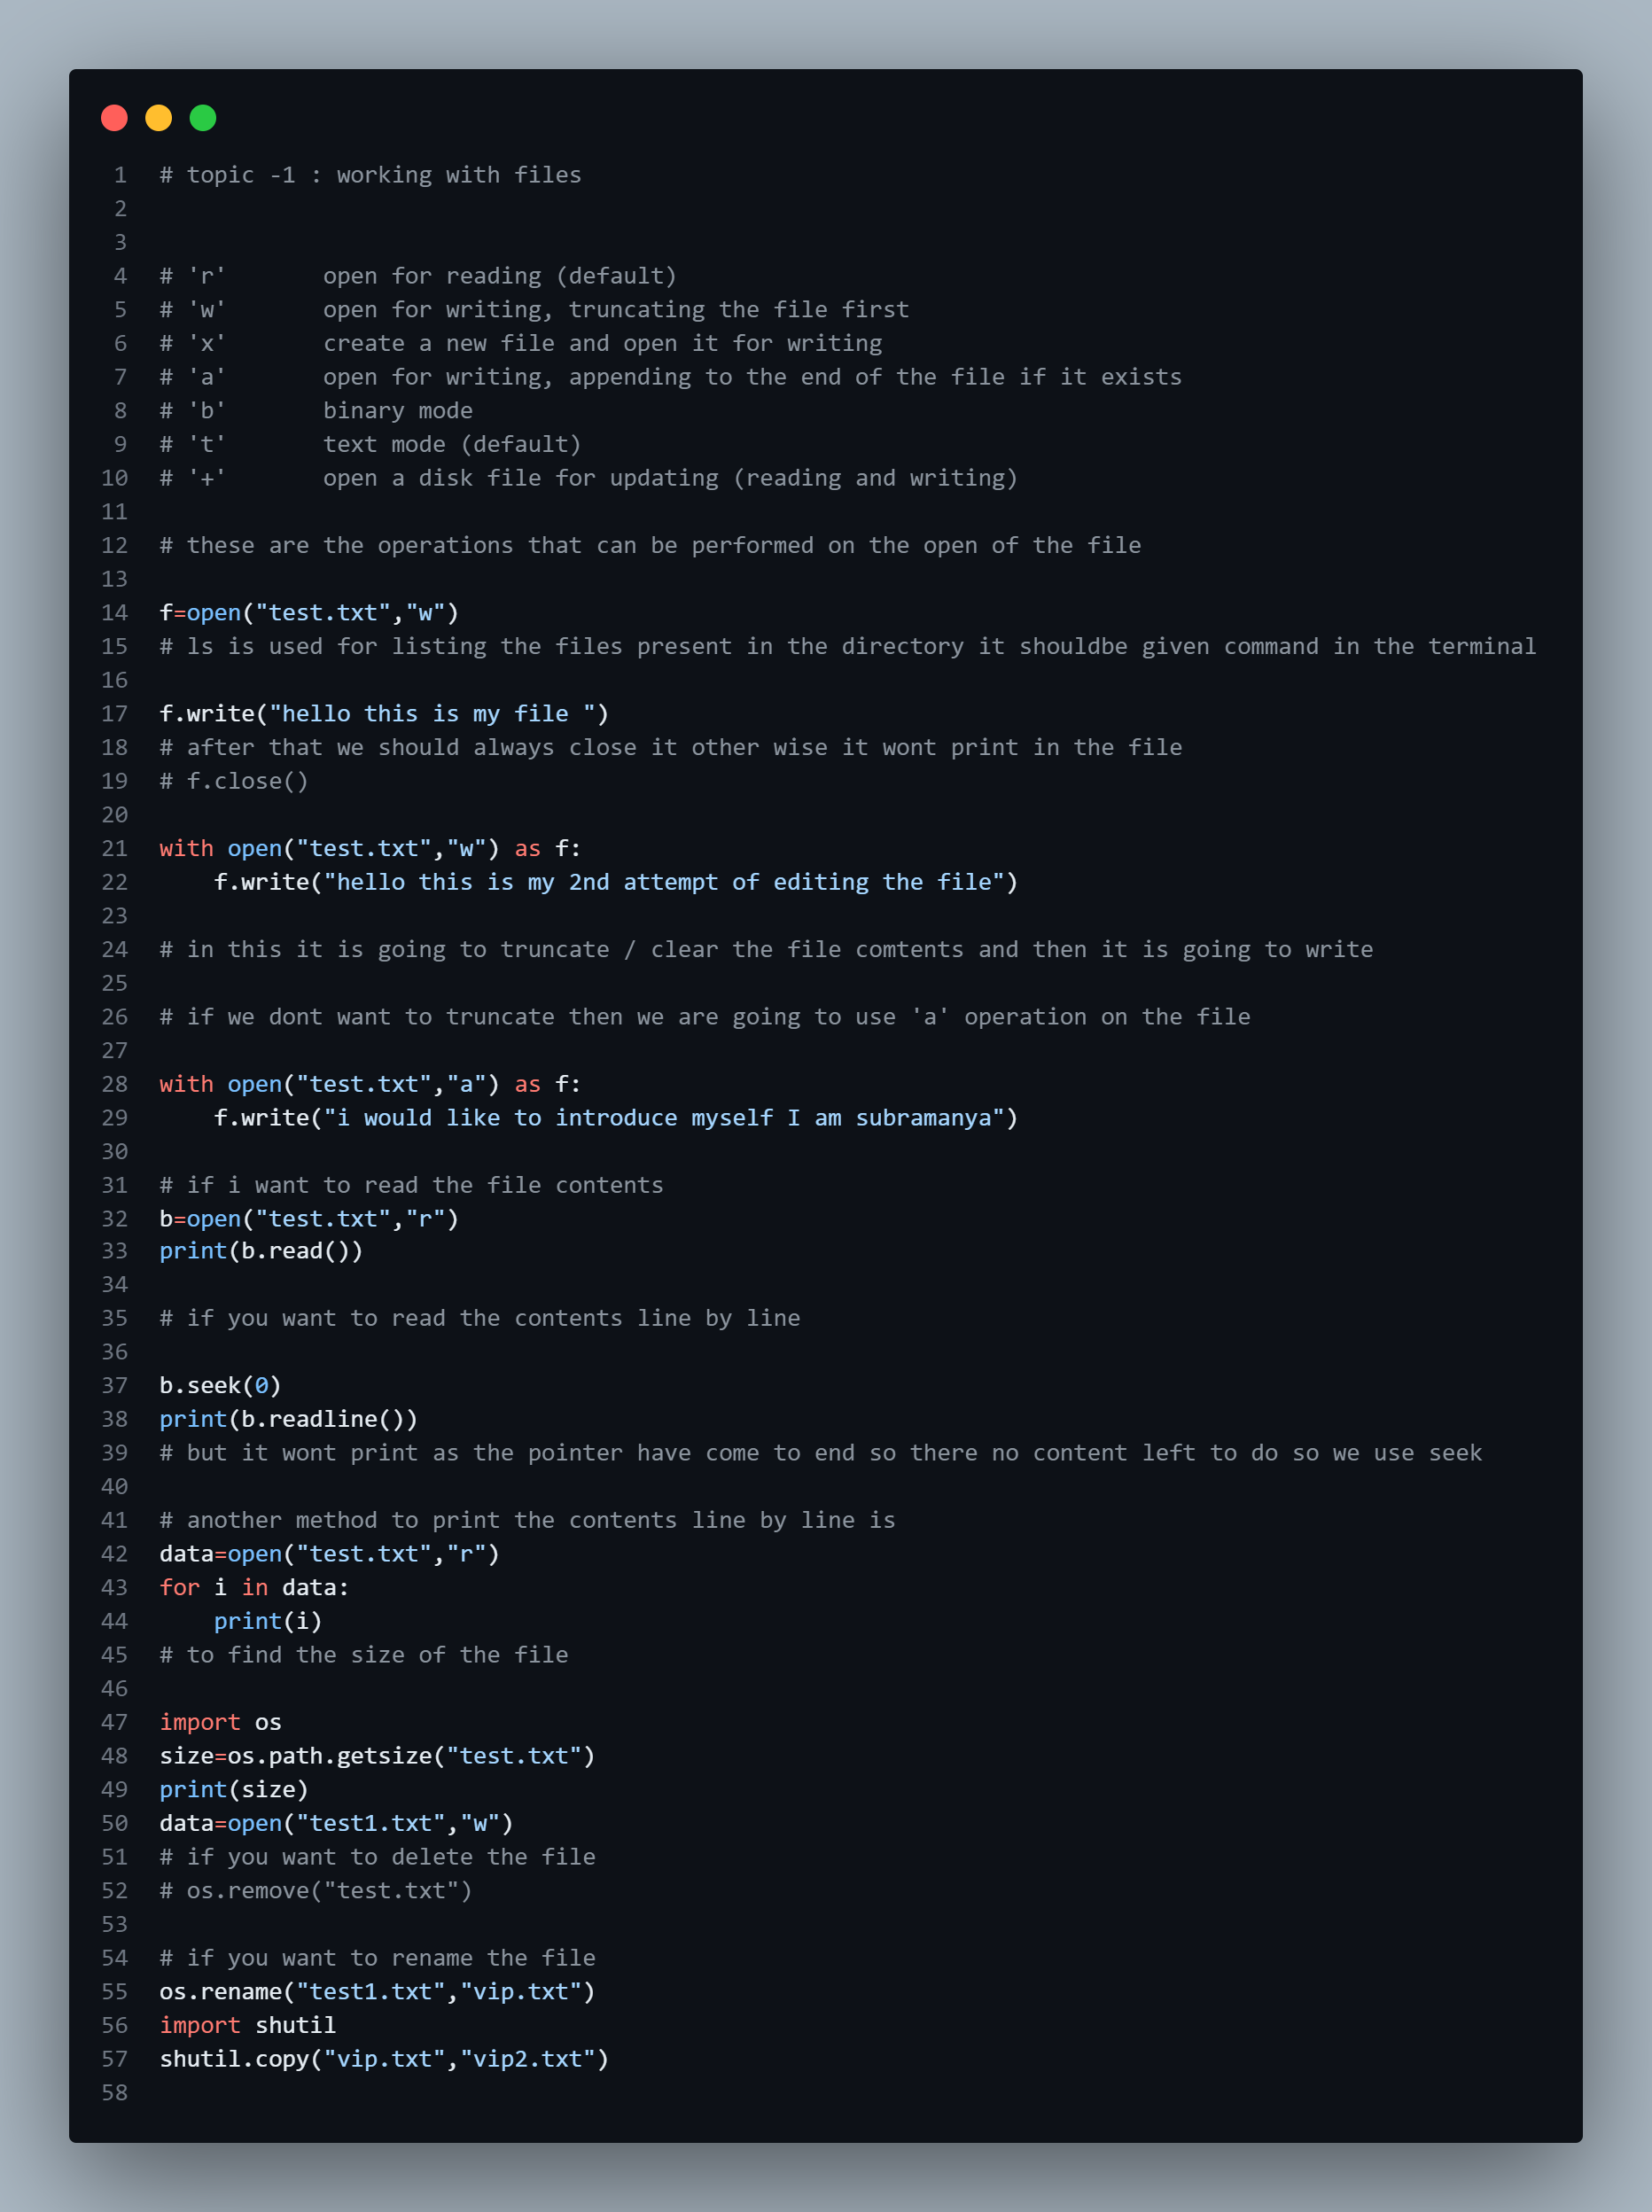 1 # topic -1 : working with files
2
3
4 # 'r'       open for reading (default)
5 # 'w'       open for writing, truncating the file first
6 # 'x'       create a new file and open it for writing
7 # 'a'       open for writing, appending to the end of the file if it exists
8 # 'b'       binary mode
9 # 't'       text mode (default)
10 # '+'       open a disk file for updating (reading and writing)
11
12 # these are the operations that can be performed on the open of the file
13
14 f=open("test.txt","w")
15 # ls is used for listing the files present in the directory it shouldbe given command in the terminal
16
17 f.write("hello this is my file ")
18 # after that we should always close it other wise it wont print in the file
19 # f.close()
20
21 with open("test.txt","w") as f:
22     f.write("hello this is my 2nd attempt of editing the file")
23
24 # in this it is going to truncate / clear the file comtents and then it is going to write
25
26 # if we dont want to truncate then we are going to use 'a' operation on the file
27
28 with open("test.txt","a") as f:
29     f.write("i would like to introduce myself I am subramanya")
30
31 # if i want to read the file contents
32 b=open("test.txt","r")
33 print(b.read())
34
35 # if you want to read the contents line by line
36
37 b.seek(0)
38 print(b.readline())
39 # but it wont print as the pointer have come to end so there no content left to do so we use seek
40
41 # another method to print the contents line by line is
42 data=open("test.txt","r")
43 for i in data:
44     print(i)
45 # to find the size of the file
46
47 import os
48 size=os.path.getsize("test.txt")
49 print(size)
50 data=open("test1.txt","w")
51 # if you want to delete the file
52 # os.remove("test.txt")
53
54 # if you want to rename the file
55 os.rename("test1.txt","vip.txt")
56 import shutil
57 shutil.copy("vip.txt","vip2.txt")
58